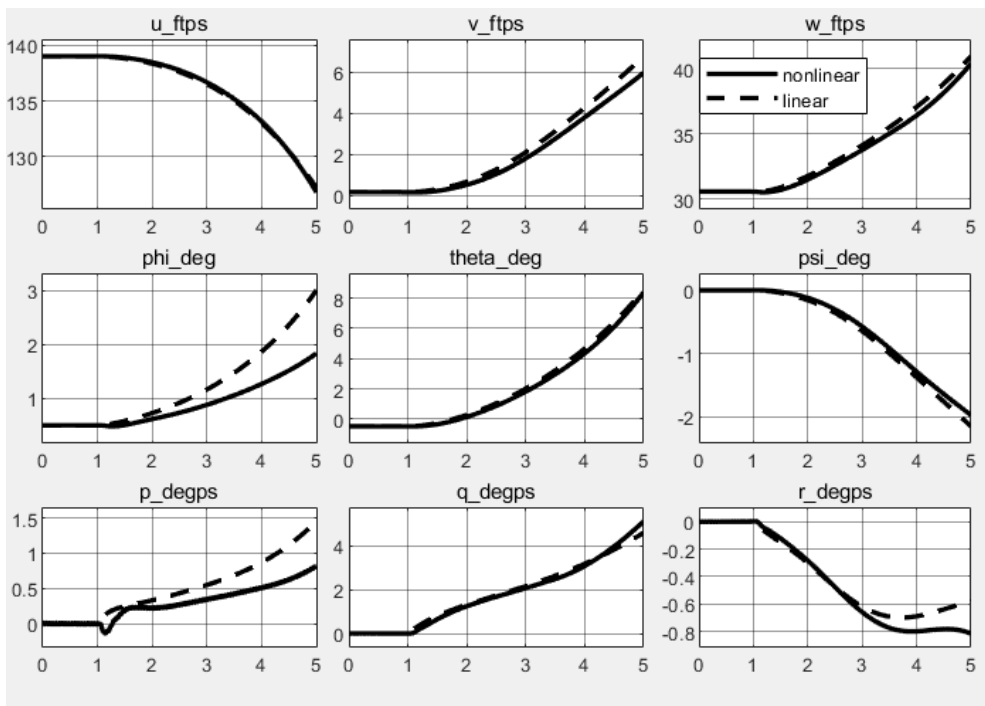 u_ftps
v_ftps
w_ftps
140
135
130
0 1 2 3 4 5
6
4
2
0
0 1 2 3 4 5
nonlinear
linear
40
35
30
0 1 2 3 4 5
phi_deg
theta_deg
psi_deg
3
2
1
0 1 2 3 4 5
8
6
4
2
0
0 1 2 3 4 5
0
-1
-2
0 1 2 3 4 5
p_degps
q_degps
r_degps
1.5
1
0.5
0
0 1 2 3 4 5
4
2
0
0 1 2 3 4 5
0
-0.2
-0.4
-0.6
-0.8
0 1 2 3 4 5